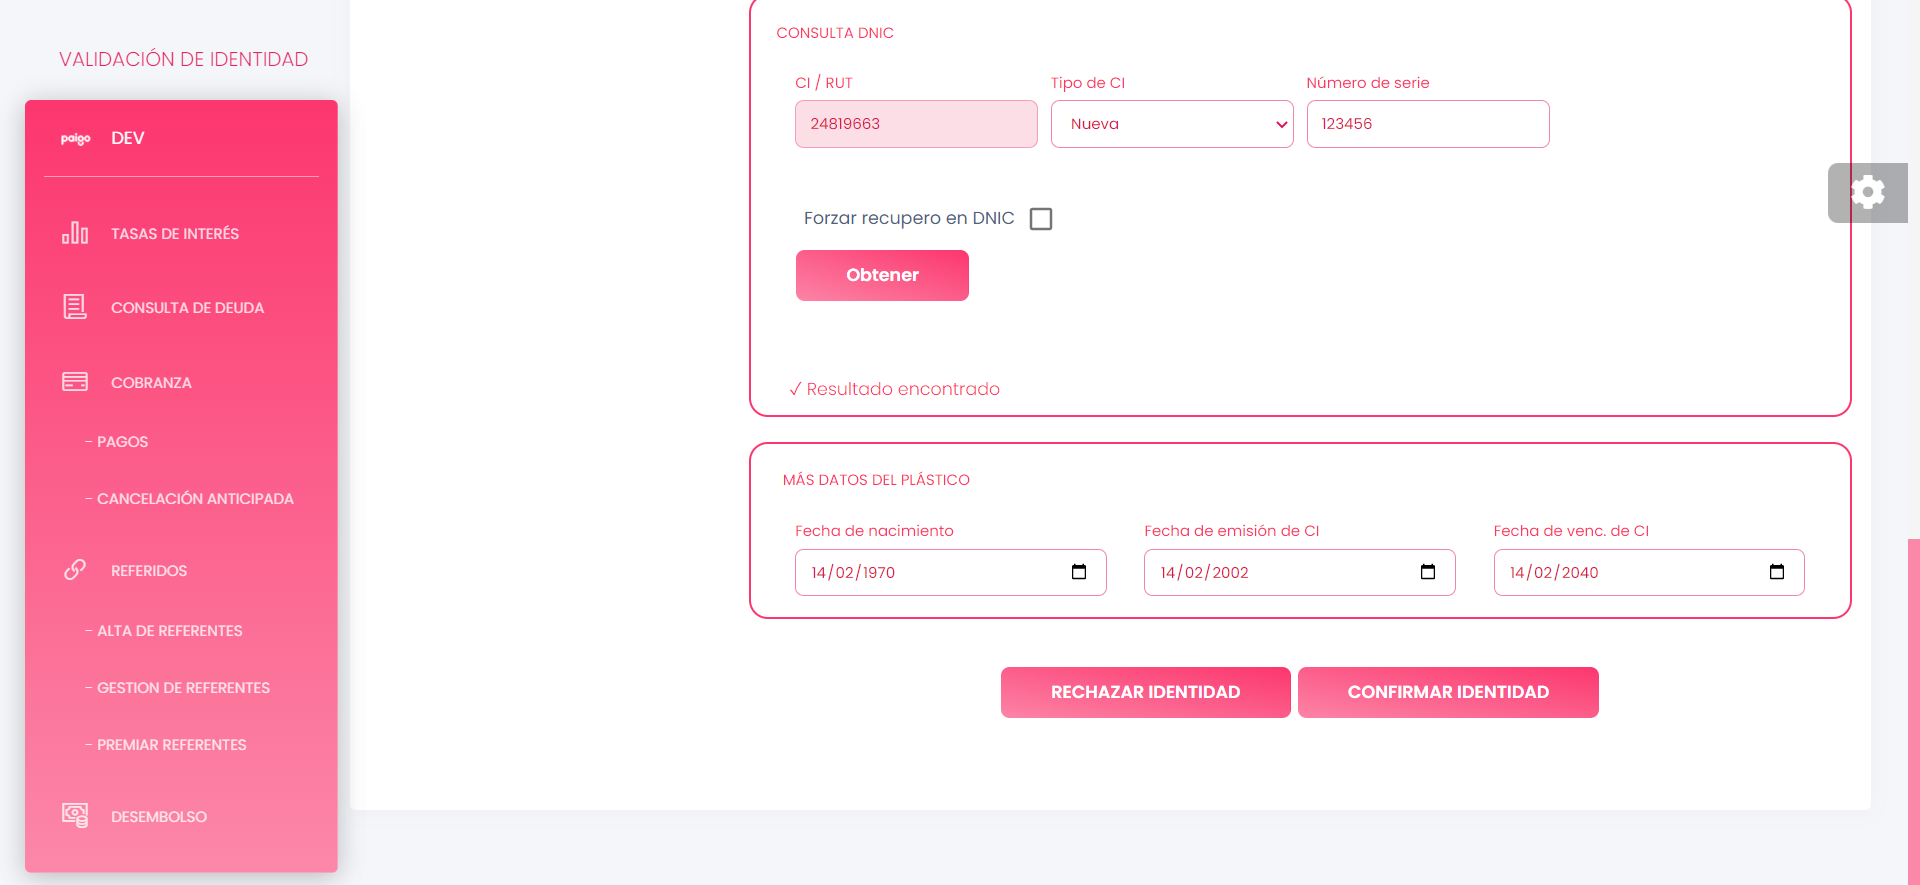 VALIDACIÓN DE IDENTIDAD
paigo DEV
TASAS DE INTERÉS
CONSULTA DE DEUDA
COBRANZA
- PAGOS
- CANCELACIÓN ANTICIPADA
REFERIDOS
- ALTA DE REFERENTES
- GESTION DE REFERENTES
- PREMIAR REFERENTES
DESEMBOLSO
CONSULTA DNIC
CI / RUT Tipo de CI Número de serie
24819663 Nueva 123456
Forzar recupero en DNIC
Obtener
✓ Resultado encontrado
MÁS DATOS DEL PLÁSTICO
Fecha de nacimiento Fecha de emisión de CI Fecha de venc. de CI
14/02/1970 14/02/2002 14/02/2040
RECHAZAR IDENTIDAD CONFIRMAR IDENTIDAD